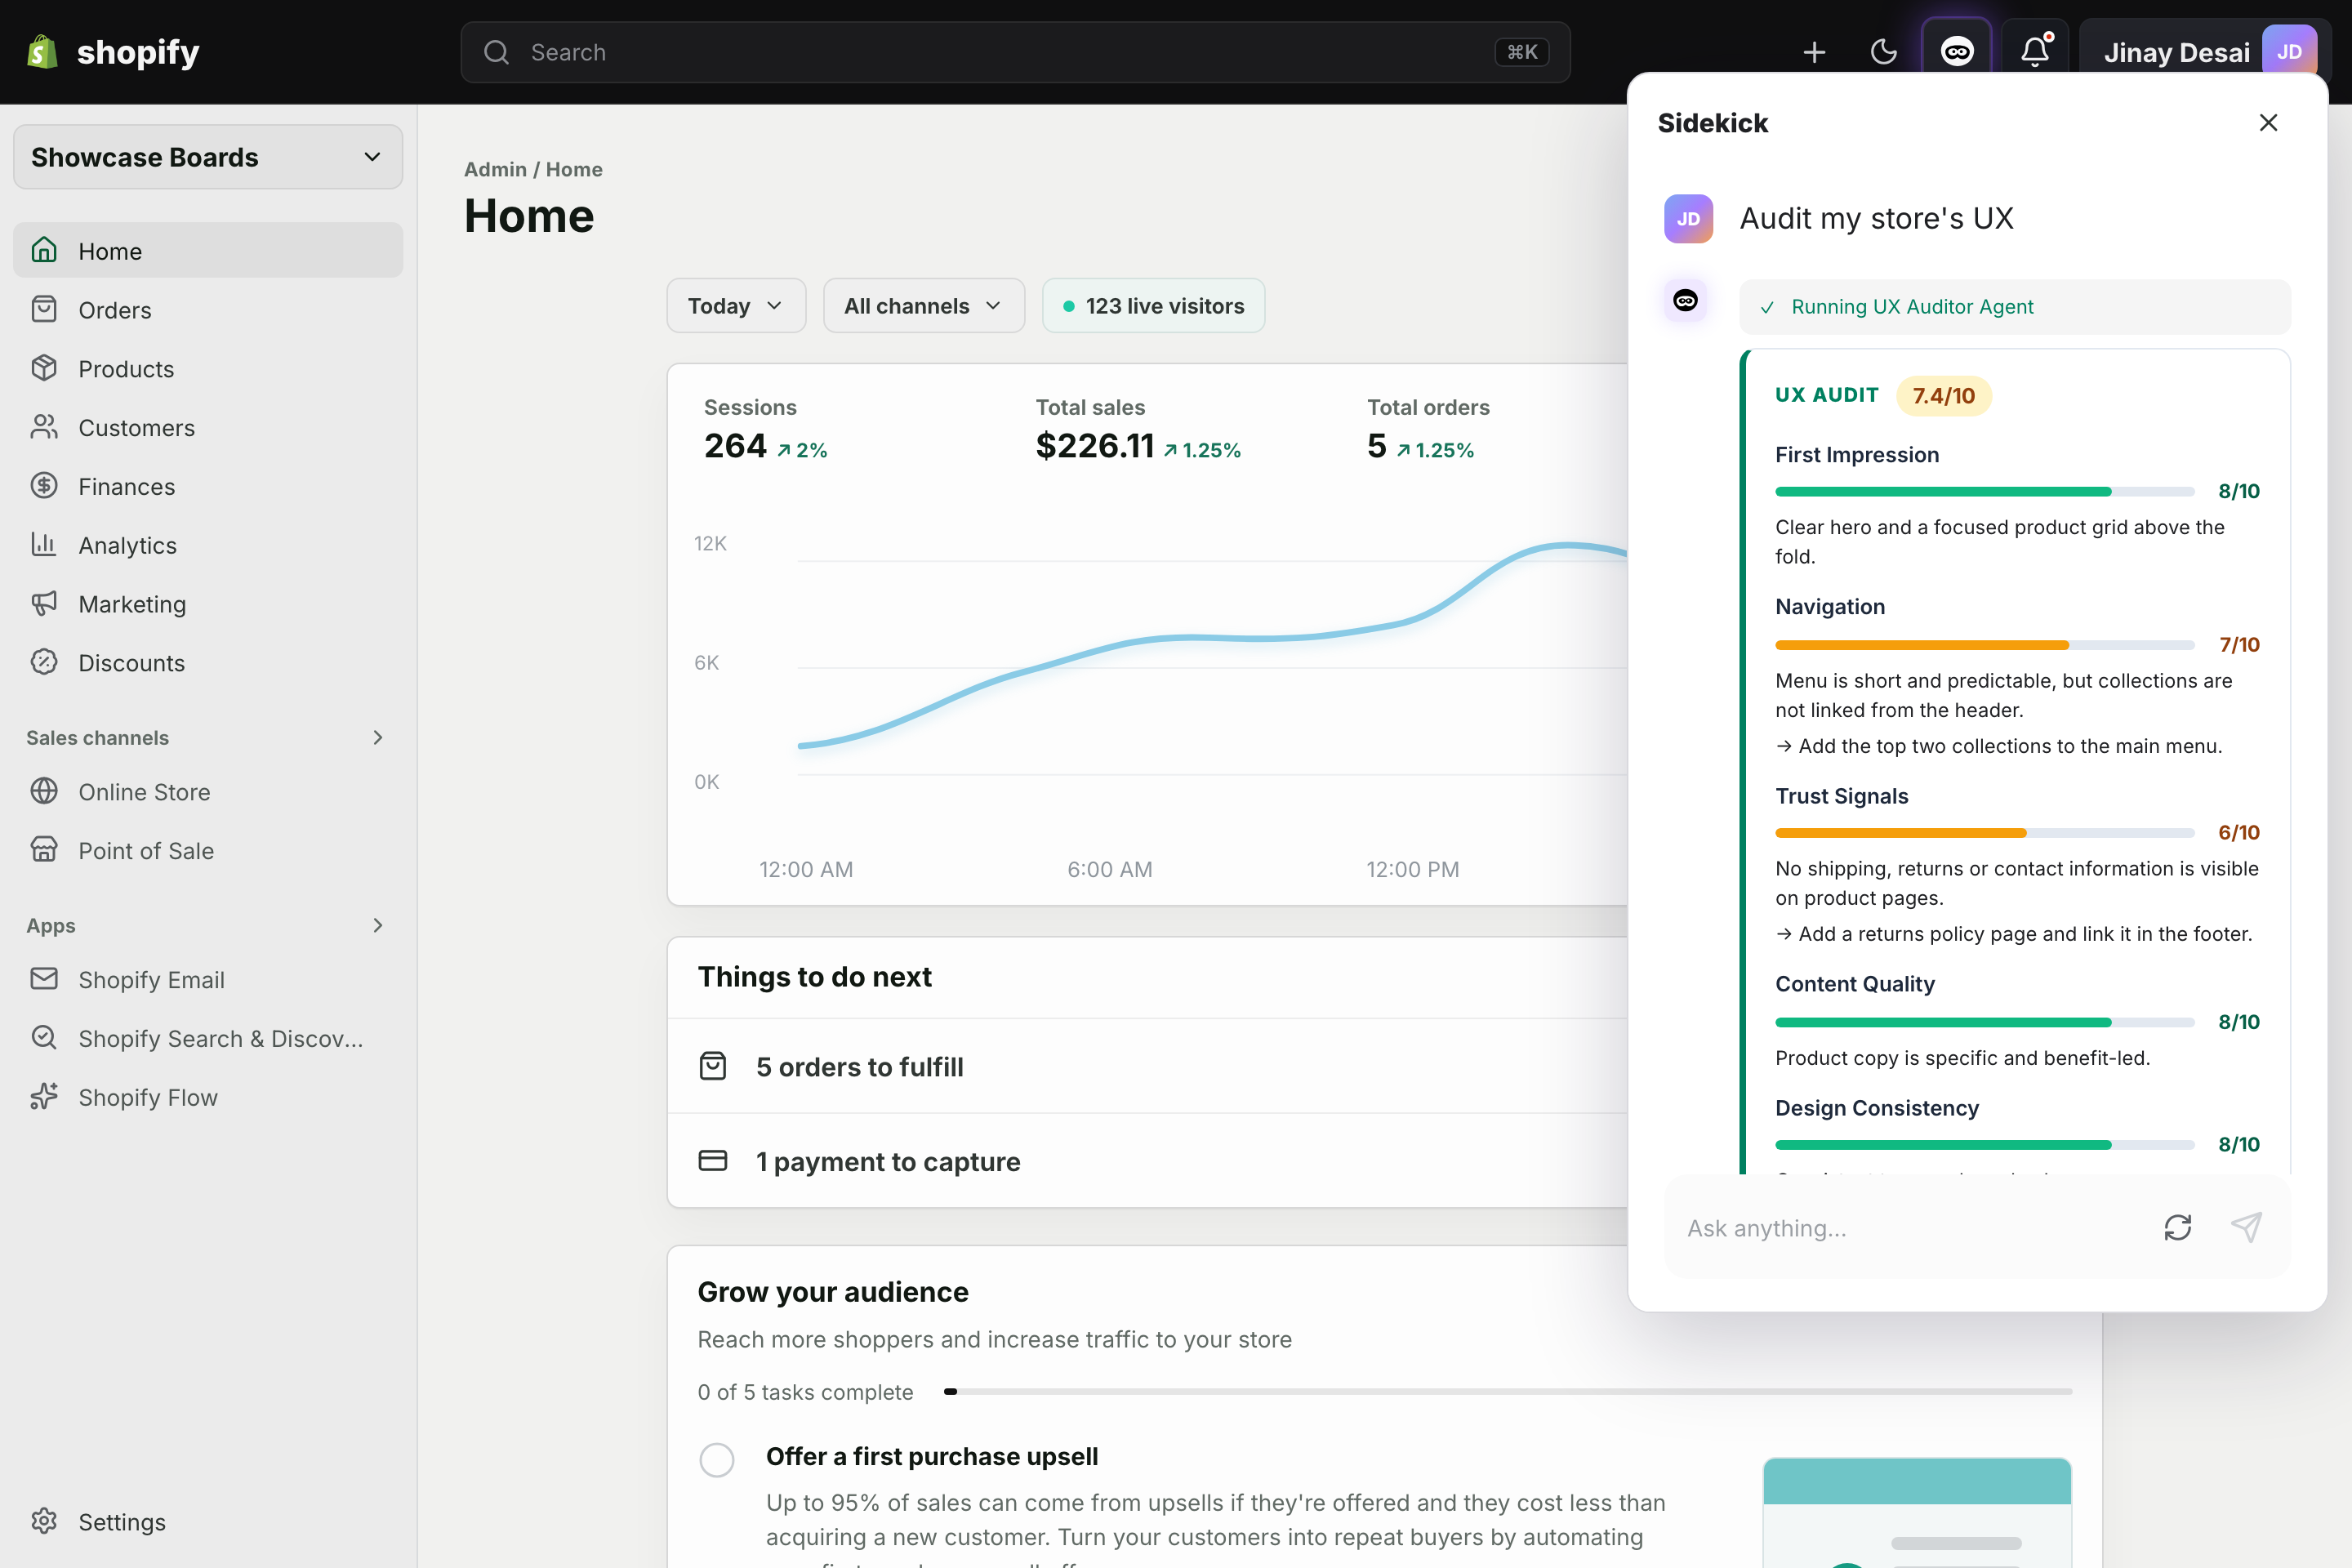 shopify
Search
⌘K
Jinay Desai
JD
Showcase Boards
Home
Orders
Products
Customers
Finances
Analytics
Marketing
Discounts
Sales channels
Online Store
Point of Sale
Apps
Shopify Email
Shopify Search & Discov...
Shopify Flow
Settings
Admin / Home
Home
Today
All channels
123 live visitors
Sessions
264 2%
Total sales
$226.11 1.25%
Total orders
5 1.25%
12K
6K
0K
12:00 AM
6:00 AM
12:00 PM
Things to do next
5 orders to fulfill
1 payment to capture
Grow your audience
Reach more shoppers and increase traffic to your store
0 of 5 tasks complete
Offer a first purchase upsell
Up to 95% of sales can come from upsells if they're offered and they cost less than
acquiring a new customer. Turn your customers into repeat buyers by automating
Sidekick
JD
Audit my store's UX
Running UX Auditor Agent
UX AUDIT 7.4/10
First Impression
8/10
Clear hero and a focused product grid above the
fold.
Navigation
7/10
Menu is short and predictable, but collections are
not linked from the header.
→ Add the top two collections to the main menu.
Trust Signals
6/10
No shipping, returns or contact information is visible
on product pages.
→ Add a returns policy page and link it in the footer.
Content Quality
8/10
Product copy is specific and benefit-led.
Design Consistency
8/10
Ask anything...